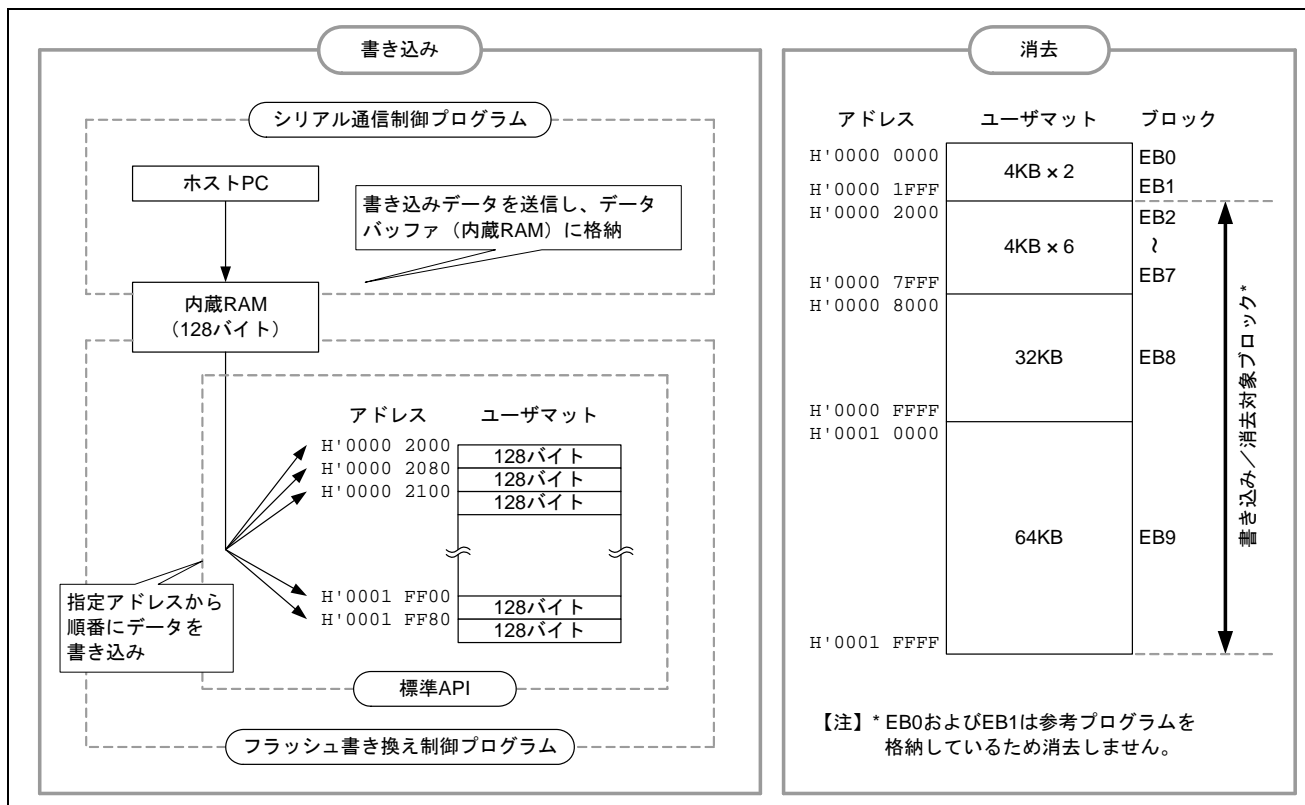 書き込み
シリアル通信制御プログラム
ホストPC
書き込みデータを送信し、データ
バッファ（内蔵RAM）に格納
内蔵RAM
（128バイト）
アドレス ユーザマット
H'0000 2000 128バイト
H'0000 2080 128バイト
H'0000 2100 128バイト
H'0001 FF00 128バイト
H'0001 FF80 128バイト
指定アドレスから
順番にデータを
書き込み
標準API
フラッシュ書き換え制御プログラム
消去
アドレス ユーザマット ブロック
H'0000 0000 EB0
4KB × 2
H'0000 1FFF EB1
H'0000 2000 EB2
4KB × 6 ～
H'0000 7FFF EB7
H'0000 8000
32KB EB8
H'0000 FFFF
H'0001 0000
64KB EB9
H'0001 FFFF
書き込み／消去対象ブロック*
【注】* EB0およびEB1は参考プログラムを
格納しているため消去しません。